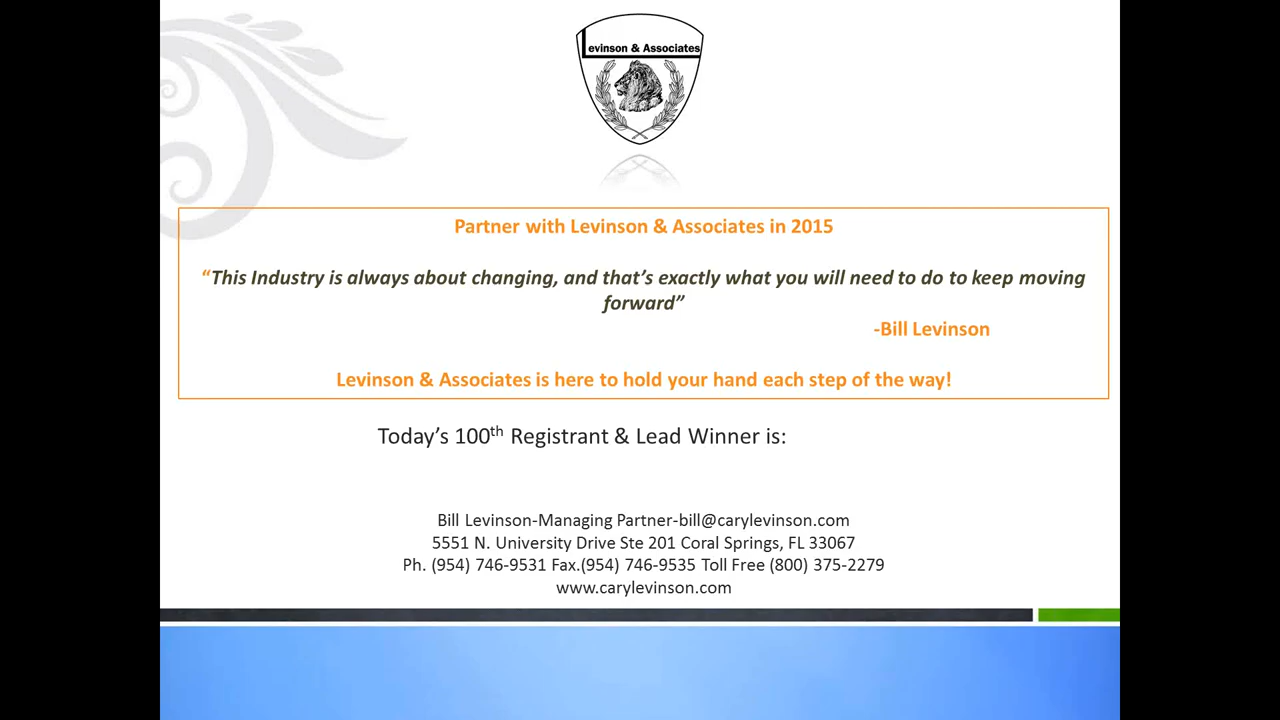 Levinson & Associates
Partner with Levinson & Associates in 2015
“This Industry is always about changing, and that’s exactly what you will need to do to keep moving
forward”
-Bill Levinson
Levinson & Associates is here to hold your hand each step of the way!
Today’s 100th Registrant & Lead Winner is:
Bill Levinson-Managing Partner-bill@carylevinson.com
5551 N. University Drive Ste 201 Coral Springs, FL 33067
Ph. (954) 746-9531 Fax.(954) 746-9535 Toll Free (800) 375-2279
www.carylevinson.com